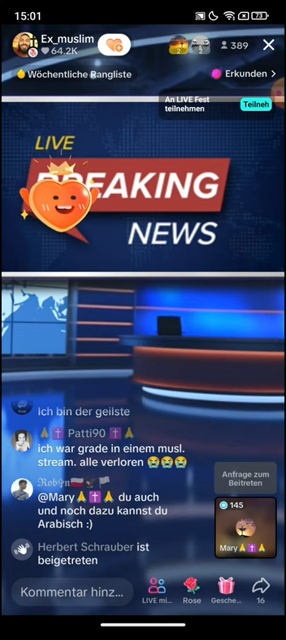 15:01
73
Ex_muslim
64.2K
389
Wöchentliche Rangliste
Erkunden >
An LIVE Fest
teilnehmen
Teilneh
LIVE
BREAKING
NEWS
Ich bin der geilste
Patti90
ich war grade in einem musl.
stream. alle verloren 😭😭😭
@Mary🙏✝️🙏 du auch
und noch dazu kannst du
Arabisch :)
Herbert Schrauber ist
beigetreten
Anfrage zum
Beitreten
145
Mary🙏✝️🙏
Kommentar hinz...
LIVE mi...
Rose
Gesche...
16